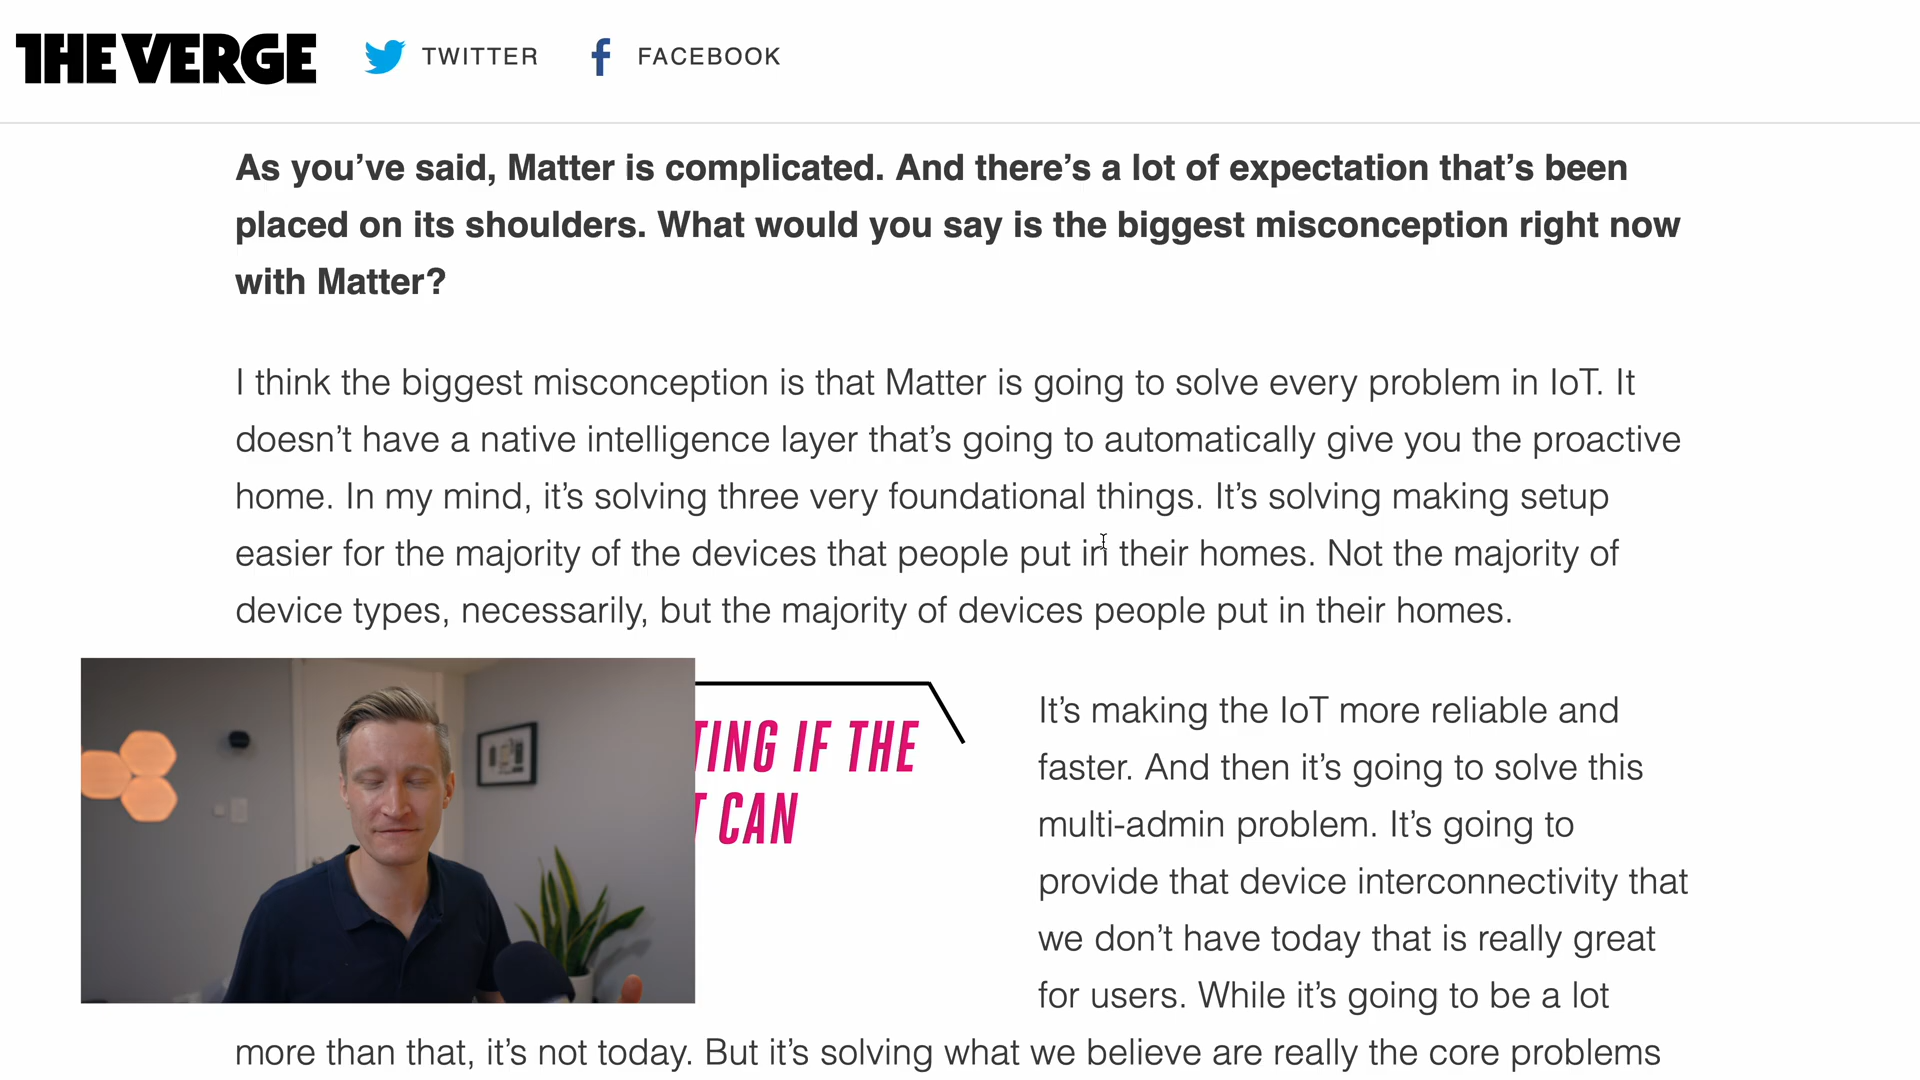 THE VERGE TWITTER FACEBOOK
As you’ve said, Matter is complicated. And there’s a lot of expectation that’s been
placed on its shoulders. What would you say is the biggest misconception right now
with Matter?
I think the biggest misconception is that Matter is going to solve every problem in IoT. It
doesn’t have a native intelligence layer that’s going to automatically give you the proactive
home. In my mind, it’s solving three very foundational things. It’s solving making setup
easier for the majority of the devices that people put in their homes. Not the majority of
device types, necessarily, but the majority of devices people put in their homes.
TING IF THE
CAN
It’s making the IoT more reliable and
faster. And then it’s going to solve this
multi-admin problem. It’s going to
provide that device interconnectivity that
we don’t have today that is really great
for users. While it’s going to be a lot
more than that, it’s not today. But it’s solving what we believe are really the core problems